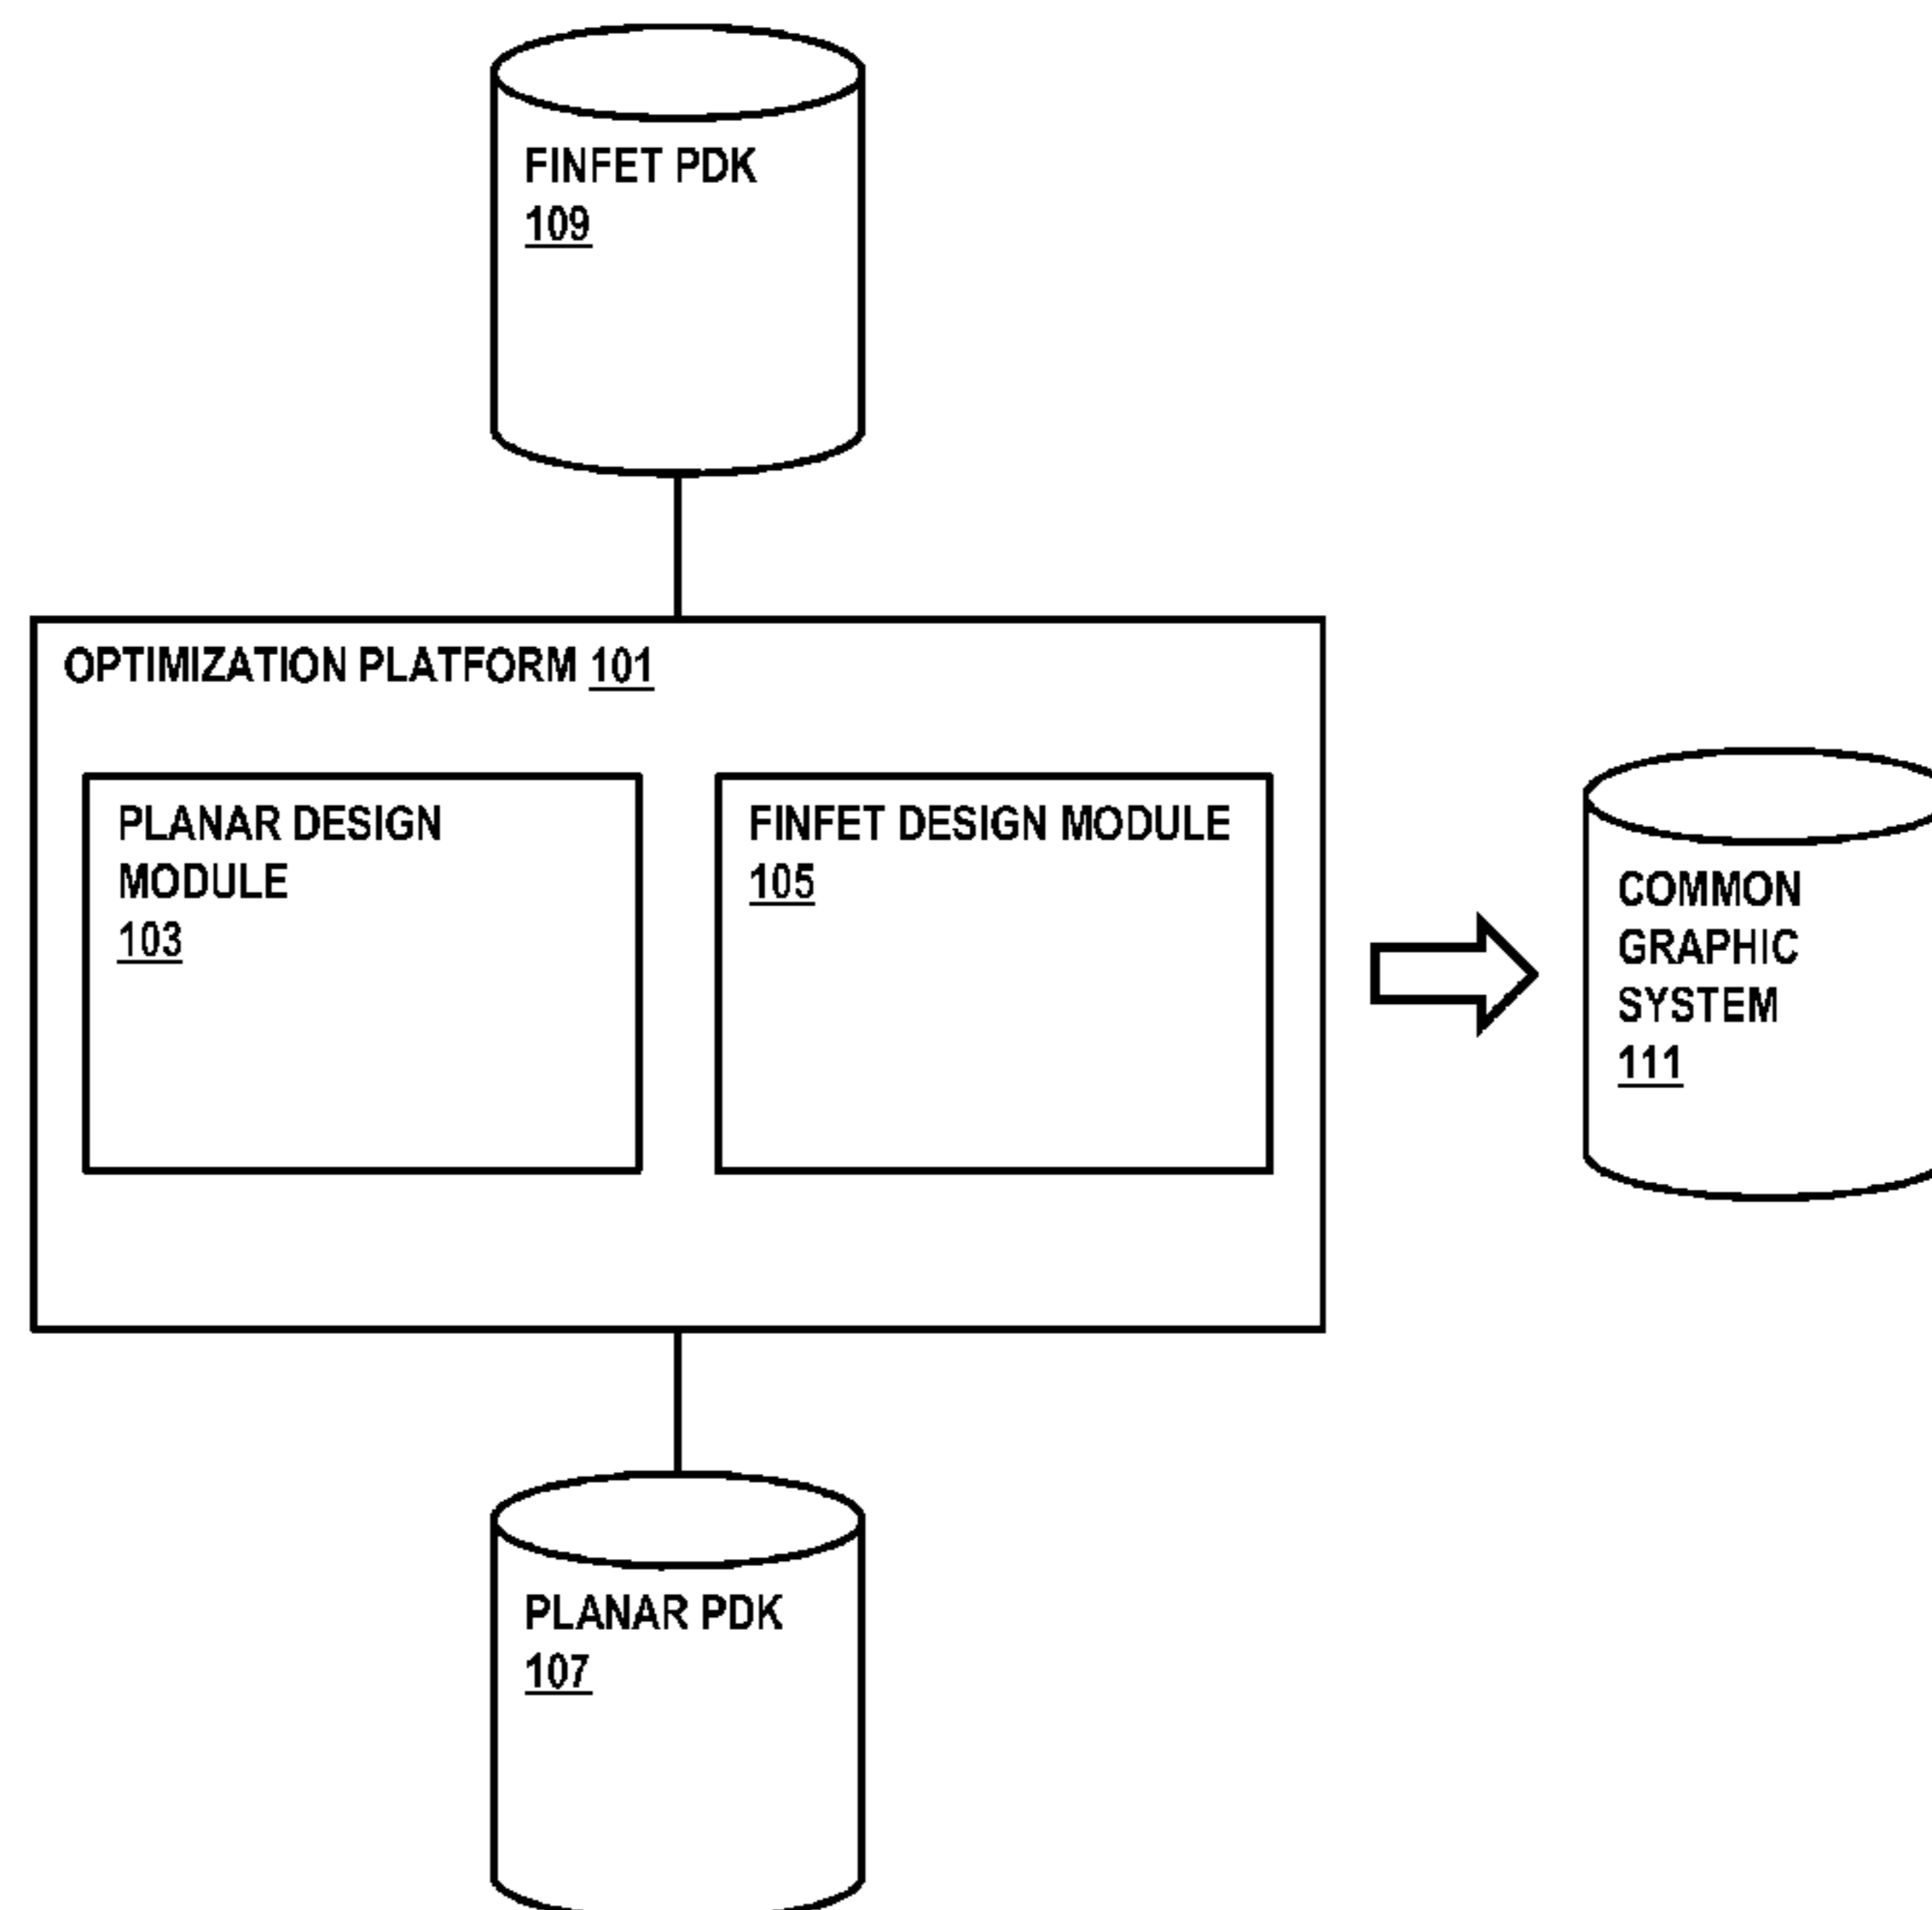 FINFET PDK
109
OPTIMIZATION PLATFORM 101
PLANAR DESIGN
MODULE
103
FINFET DESIGN MODULE
105
COMMON
GRAPHIC
SYSTEM
111
PLANAR PDK
107